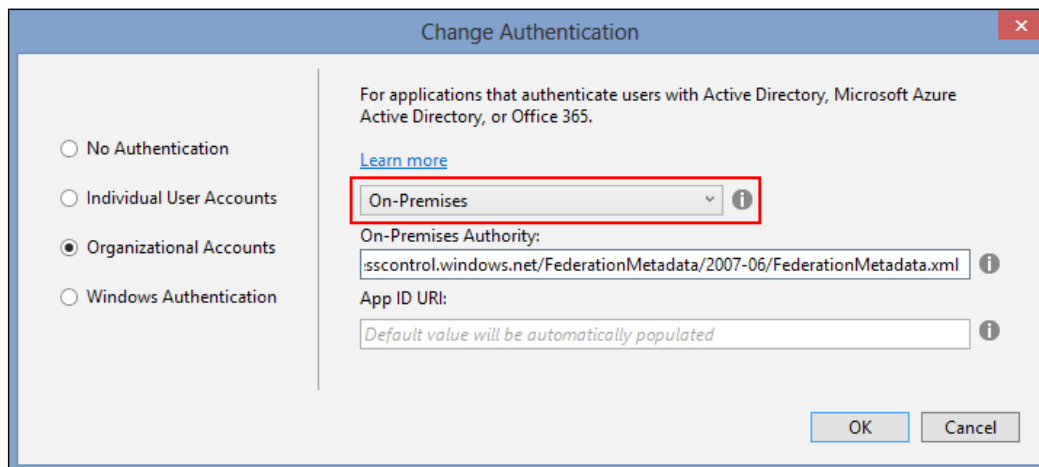 Change Authentication
For applications that authenticate users with Active Directory, Microsoft Azure
Active Directory, or Office 365.
No Authentication
Learn more
Individual User Accounts
On-Premises
Organizational Accounts
On-Premises Authority:
sscontrol.windows.net/FederationMetadata/2007-06/FederationMetadata.xml
Windows Authentication
App ID URI:
Default value will be automatically populated
OK
Cancel